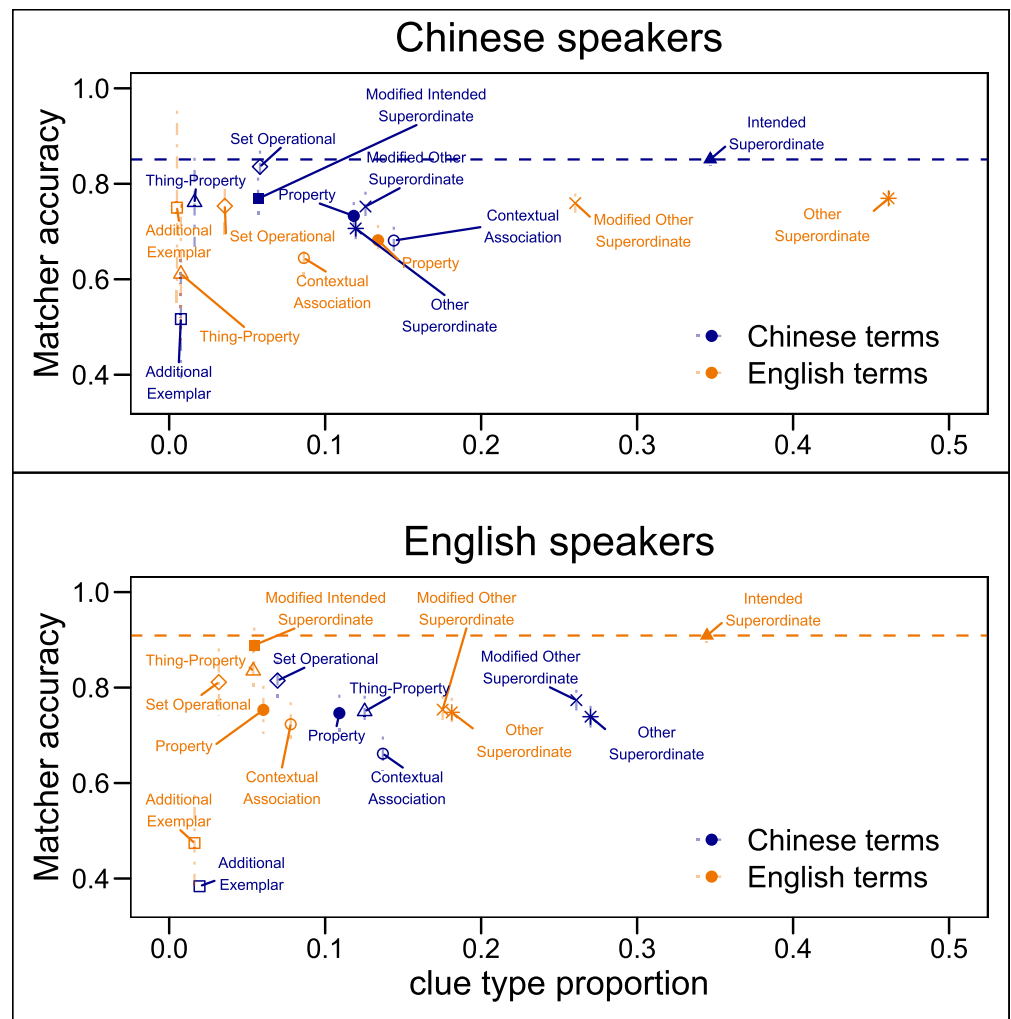 Chinese speakers
Matcher accuracy
1.0
0.8
0.6
0.4
Modified Intended
Superordinate
Set Operational
Intended
Superordinate
Modified Other
Superordinate
Thing-Property
Property
Contextual
Association
Modified Other
Superordinate
Other
Superordinate
Additional
Exemplar
Set Operational
Property
Contextual
Association
Other
Superordinate
Thing-Property
Additional
Exemplar
Chinese terms
English terms
0.0 0.1 0.2 0.3 0.4 0.5
English speakers
Matcher accuracy
1.0
0.8
0.6
0.4
Modified Intended
Superordinate
Modified Other
Superordinate
Intended
Superordinate
Thing-Property
Set Operational
Modified Other
Superordinate
Set Operational
Thing-Property
Property
Property
Other
Superordinate
Other
Superordinate
Contextual
Association
Contextual
Association
Additional
Exemplar
Additional
Exemplar
Chinese terms
English terms
0.0 0.1 0.2 0.3 0.4 0.5
clue type proportion